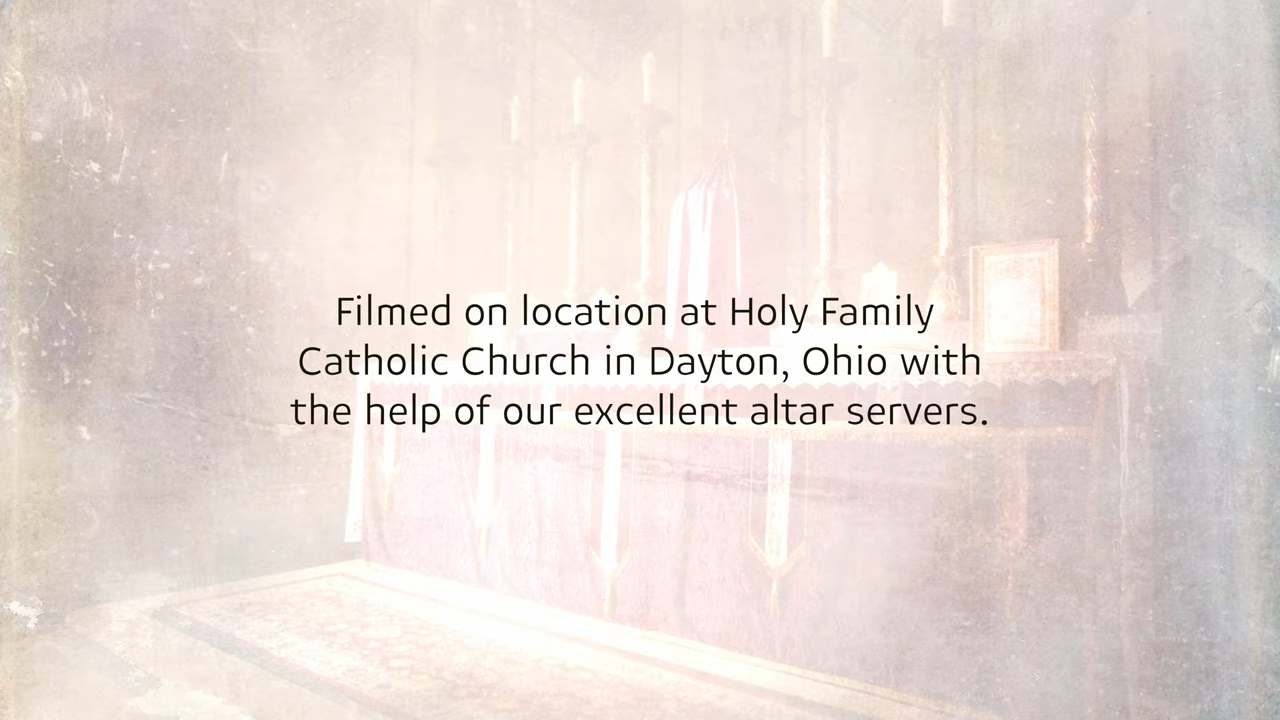 Filmed on location at Holy Family
Catholic Church in Dayton, Ohio with
the help of our excellent altar servers.